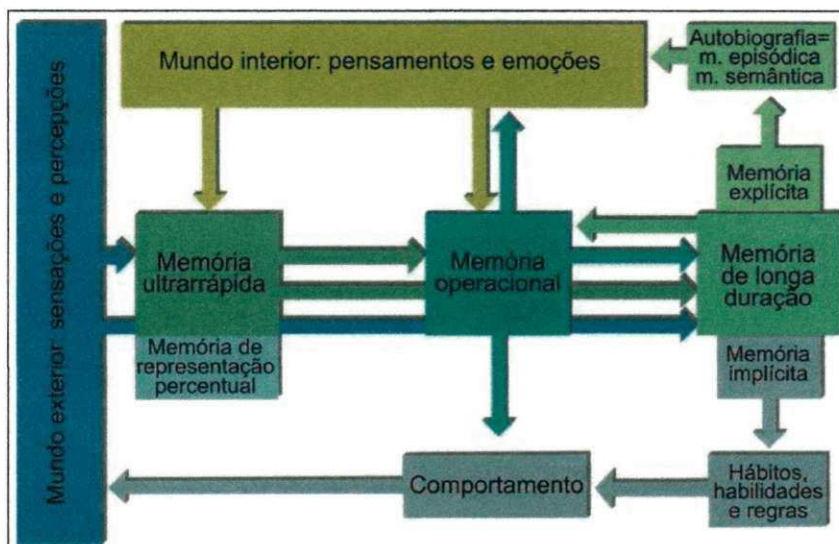 Mundo exterior sensações e percepções
Mundo interior: pensamentos e emoções
Autobiografia=
m. episódica
m. semântica
Memória
explícita
Memória
ultrarrápida
Memória
operacional
Memória
de longa
duração
Memória de
representação
percentual
Memória
implícita
Comportamento
Hábitos,
habilidades
e regras